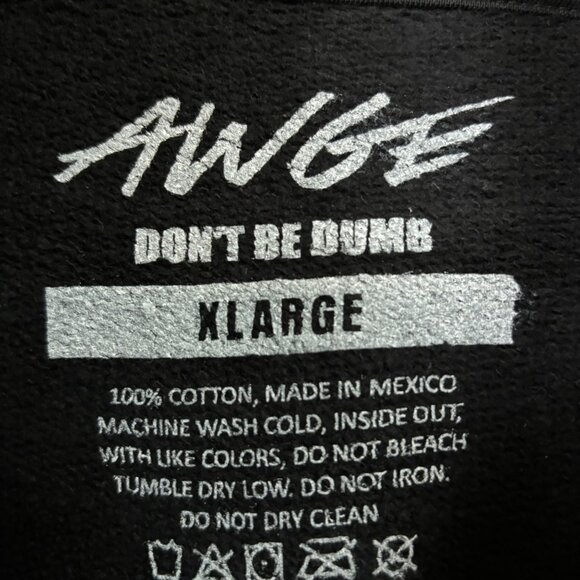 AWGE
DON'T BE DUMB
XLARGE
100% COTTON, MADE IN MEXICO
MACHINE WASH COLD, INSIDE OUT,
WITH LIKE COLORS, DO NOT BLEACH
TUMBLE DRY LOW. DO NOT IRON.
DO NOT DRY CLEAN